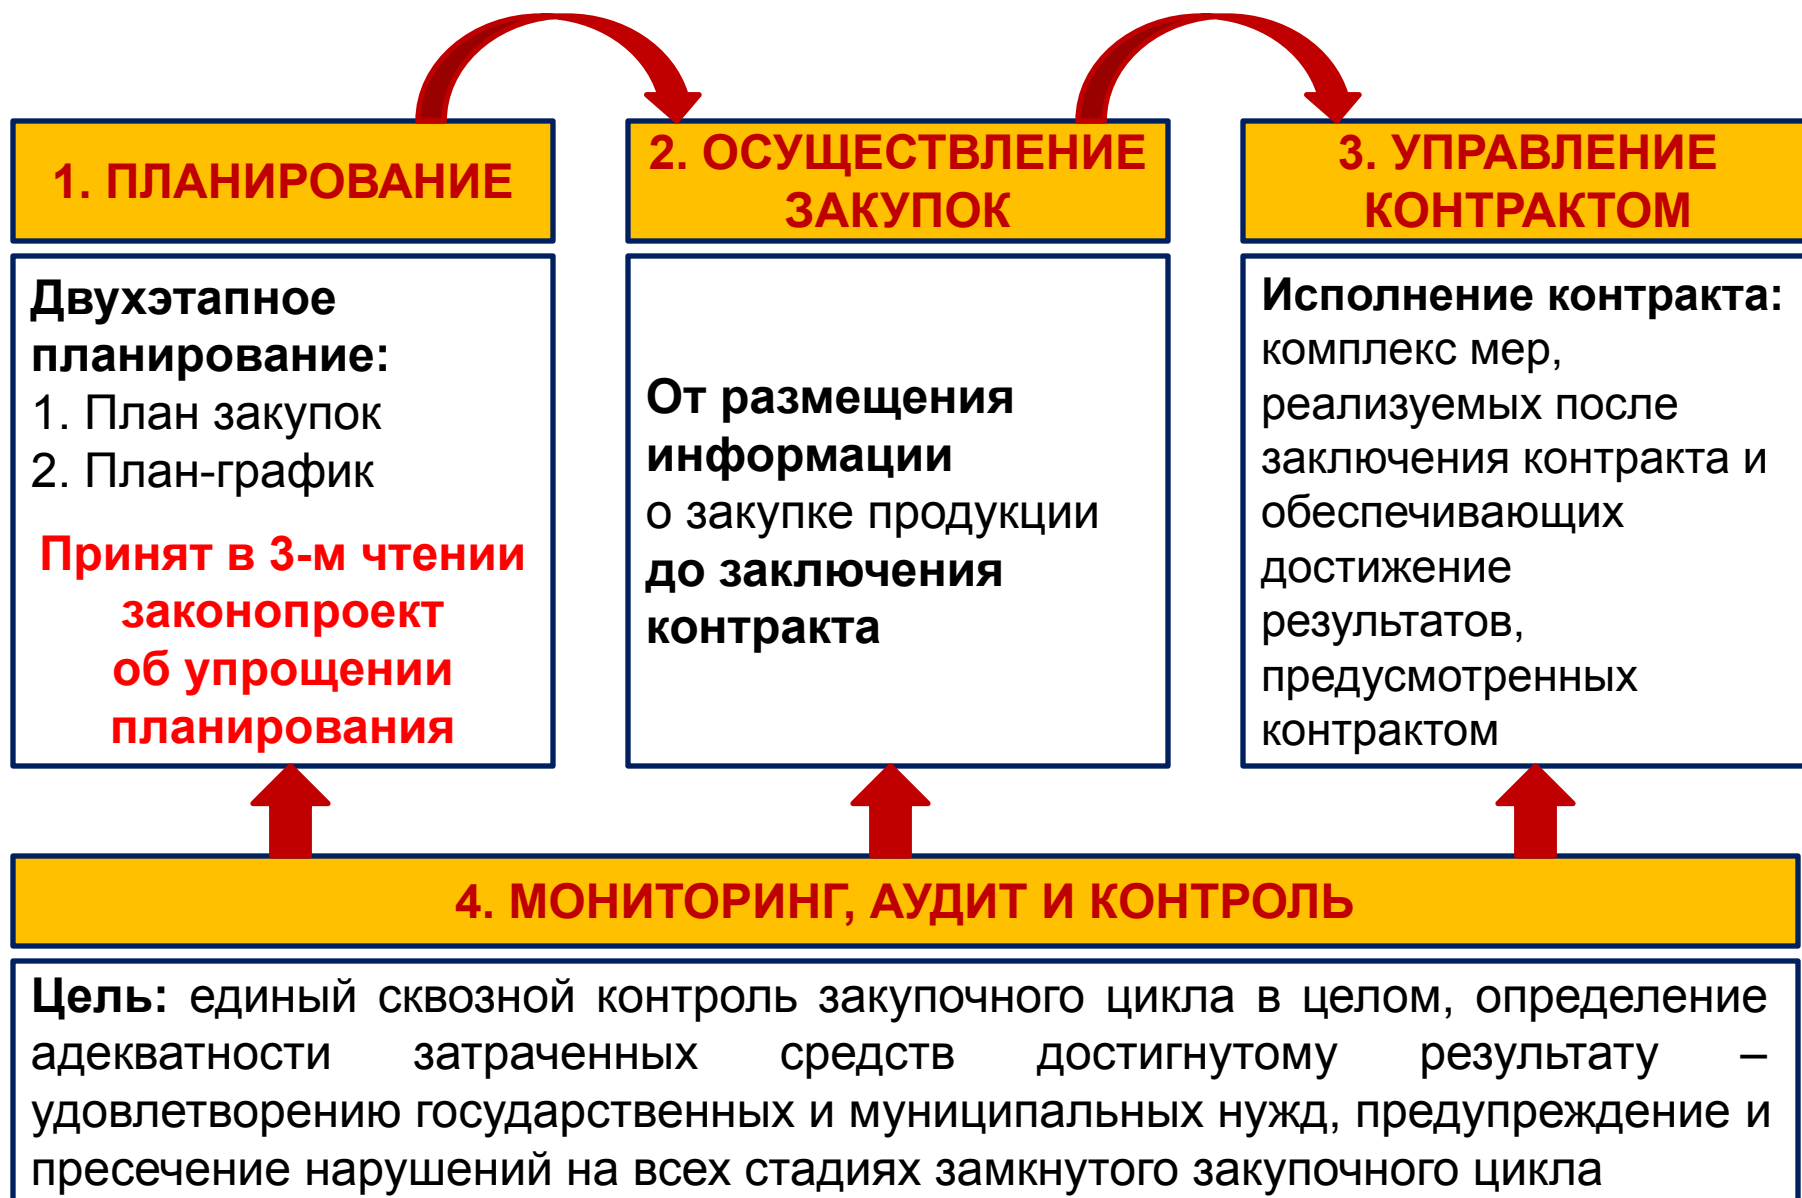 1. ПЛАНИРОВАНИЕ
2. ОСУЩЕСТВЛЕНИЕ
ЗАКУПОК
3. УПРАВЛЕНИЕ
КОНТРАКТОМ
Двухэтапное
планирование:
1. План закупок
2. План-график
Принят в 3-м чтении
законопроект
об упрощении
планирования
От размещения
информации
о закупке продукции
до заключения
контракта
Исполнение контракта:
комплекс мер,
реализуемых после
заключения контракта и
обеспечивающих
достижение
результатов,
предусмотренных
контрактом
4. МОНИТОРИНГ, АУДИТ И КОНТРОЛЬ
Цель: единый сквозной контроль закупочного цикла в целом, определение
адекватности затраченных средств достигнутому результату –
удовлетворению государственных и муниципальных нужд, предупреждение и
пресечение нарушений на всех стадиях замкнутого закупочного цикла